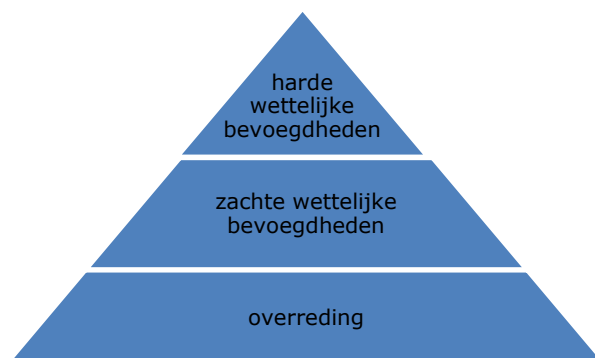 harde
wettelijke
bevoegdheden
zachte wettelijke
bevoegdheden
overreding